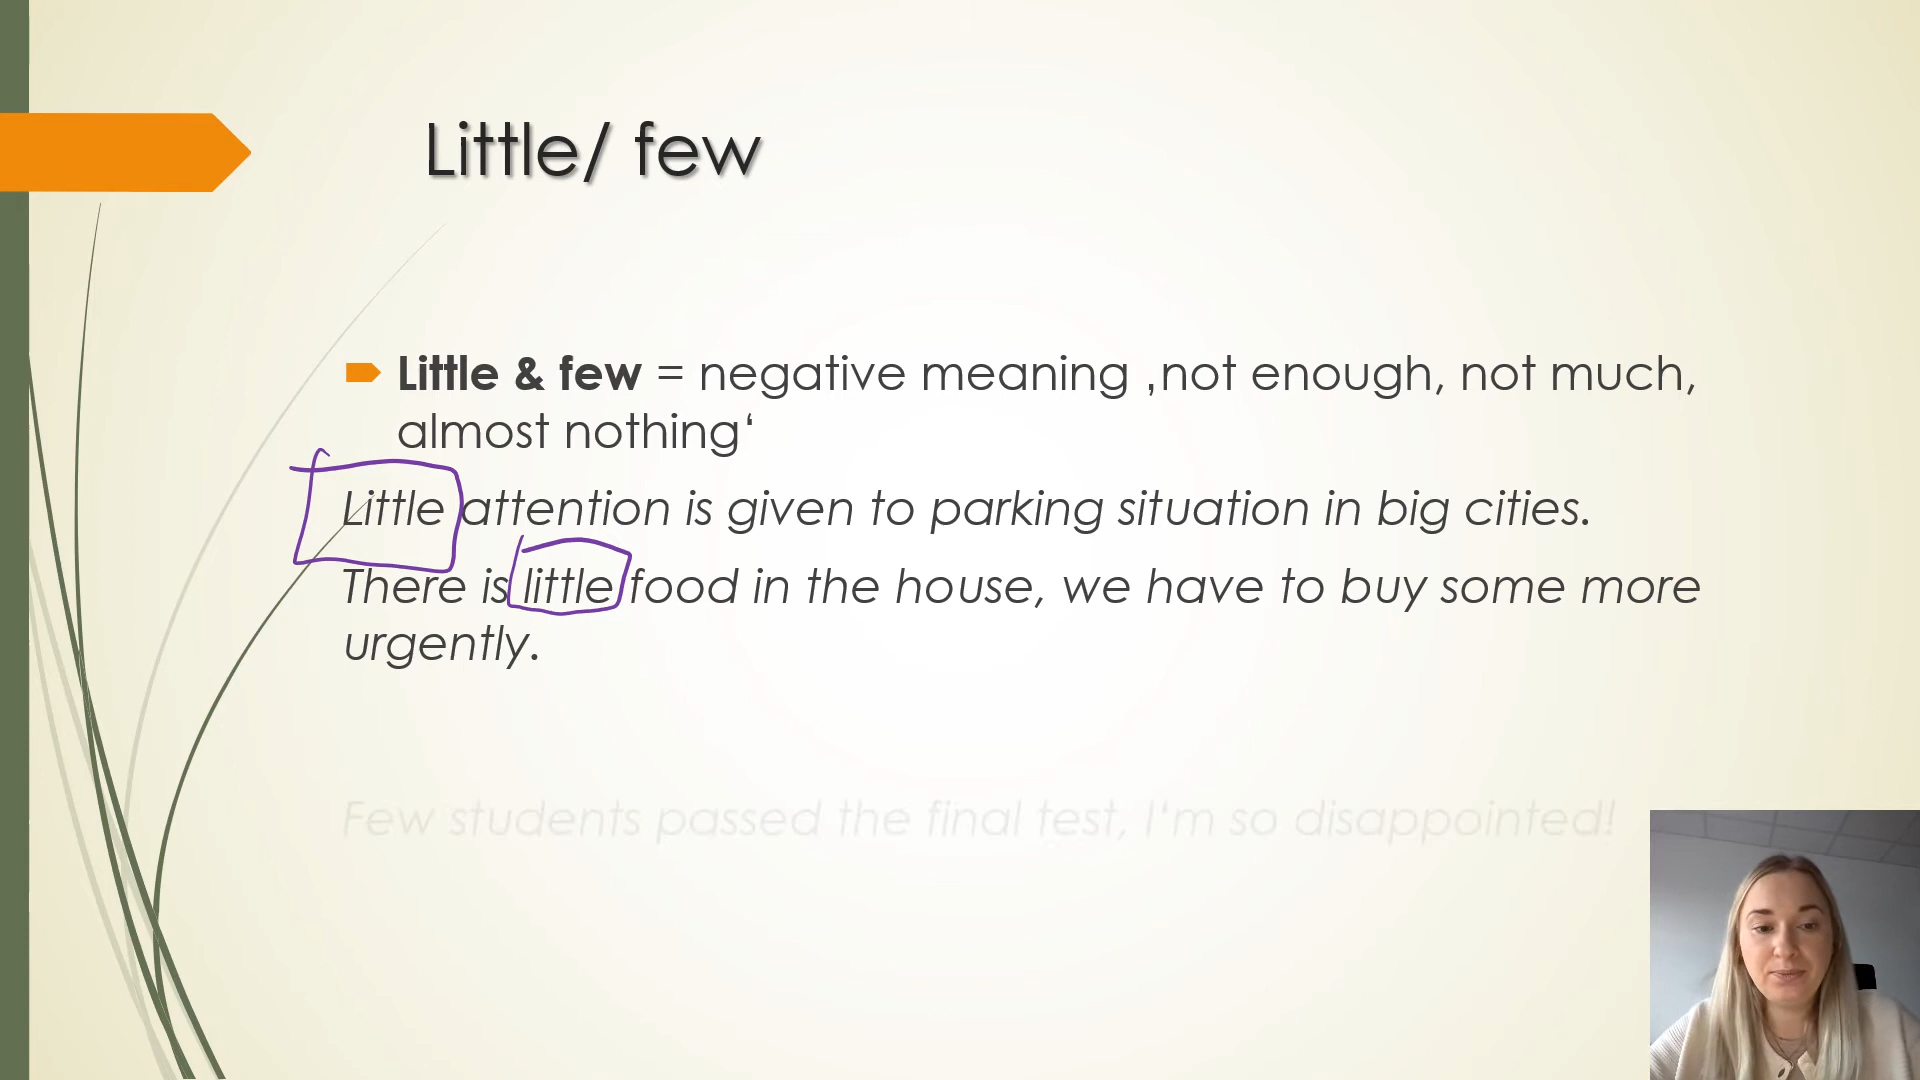 Little/ few
Little & few = negative meaning ‚not enough, not much,
almost nothing‘
Little attention is given to parking situation in big cities.
There is little food in the house, we have to buy some more
urgently.
Few students passed the final test, I‘m so disappointed!